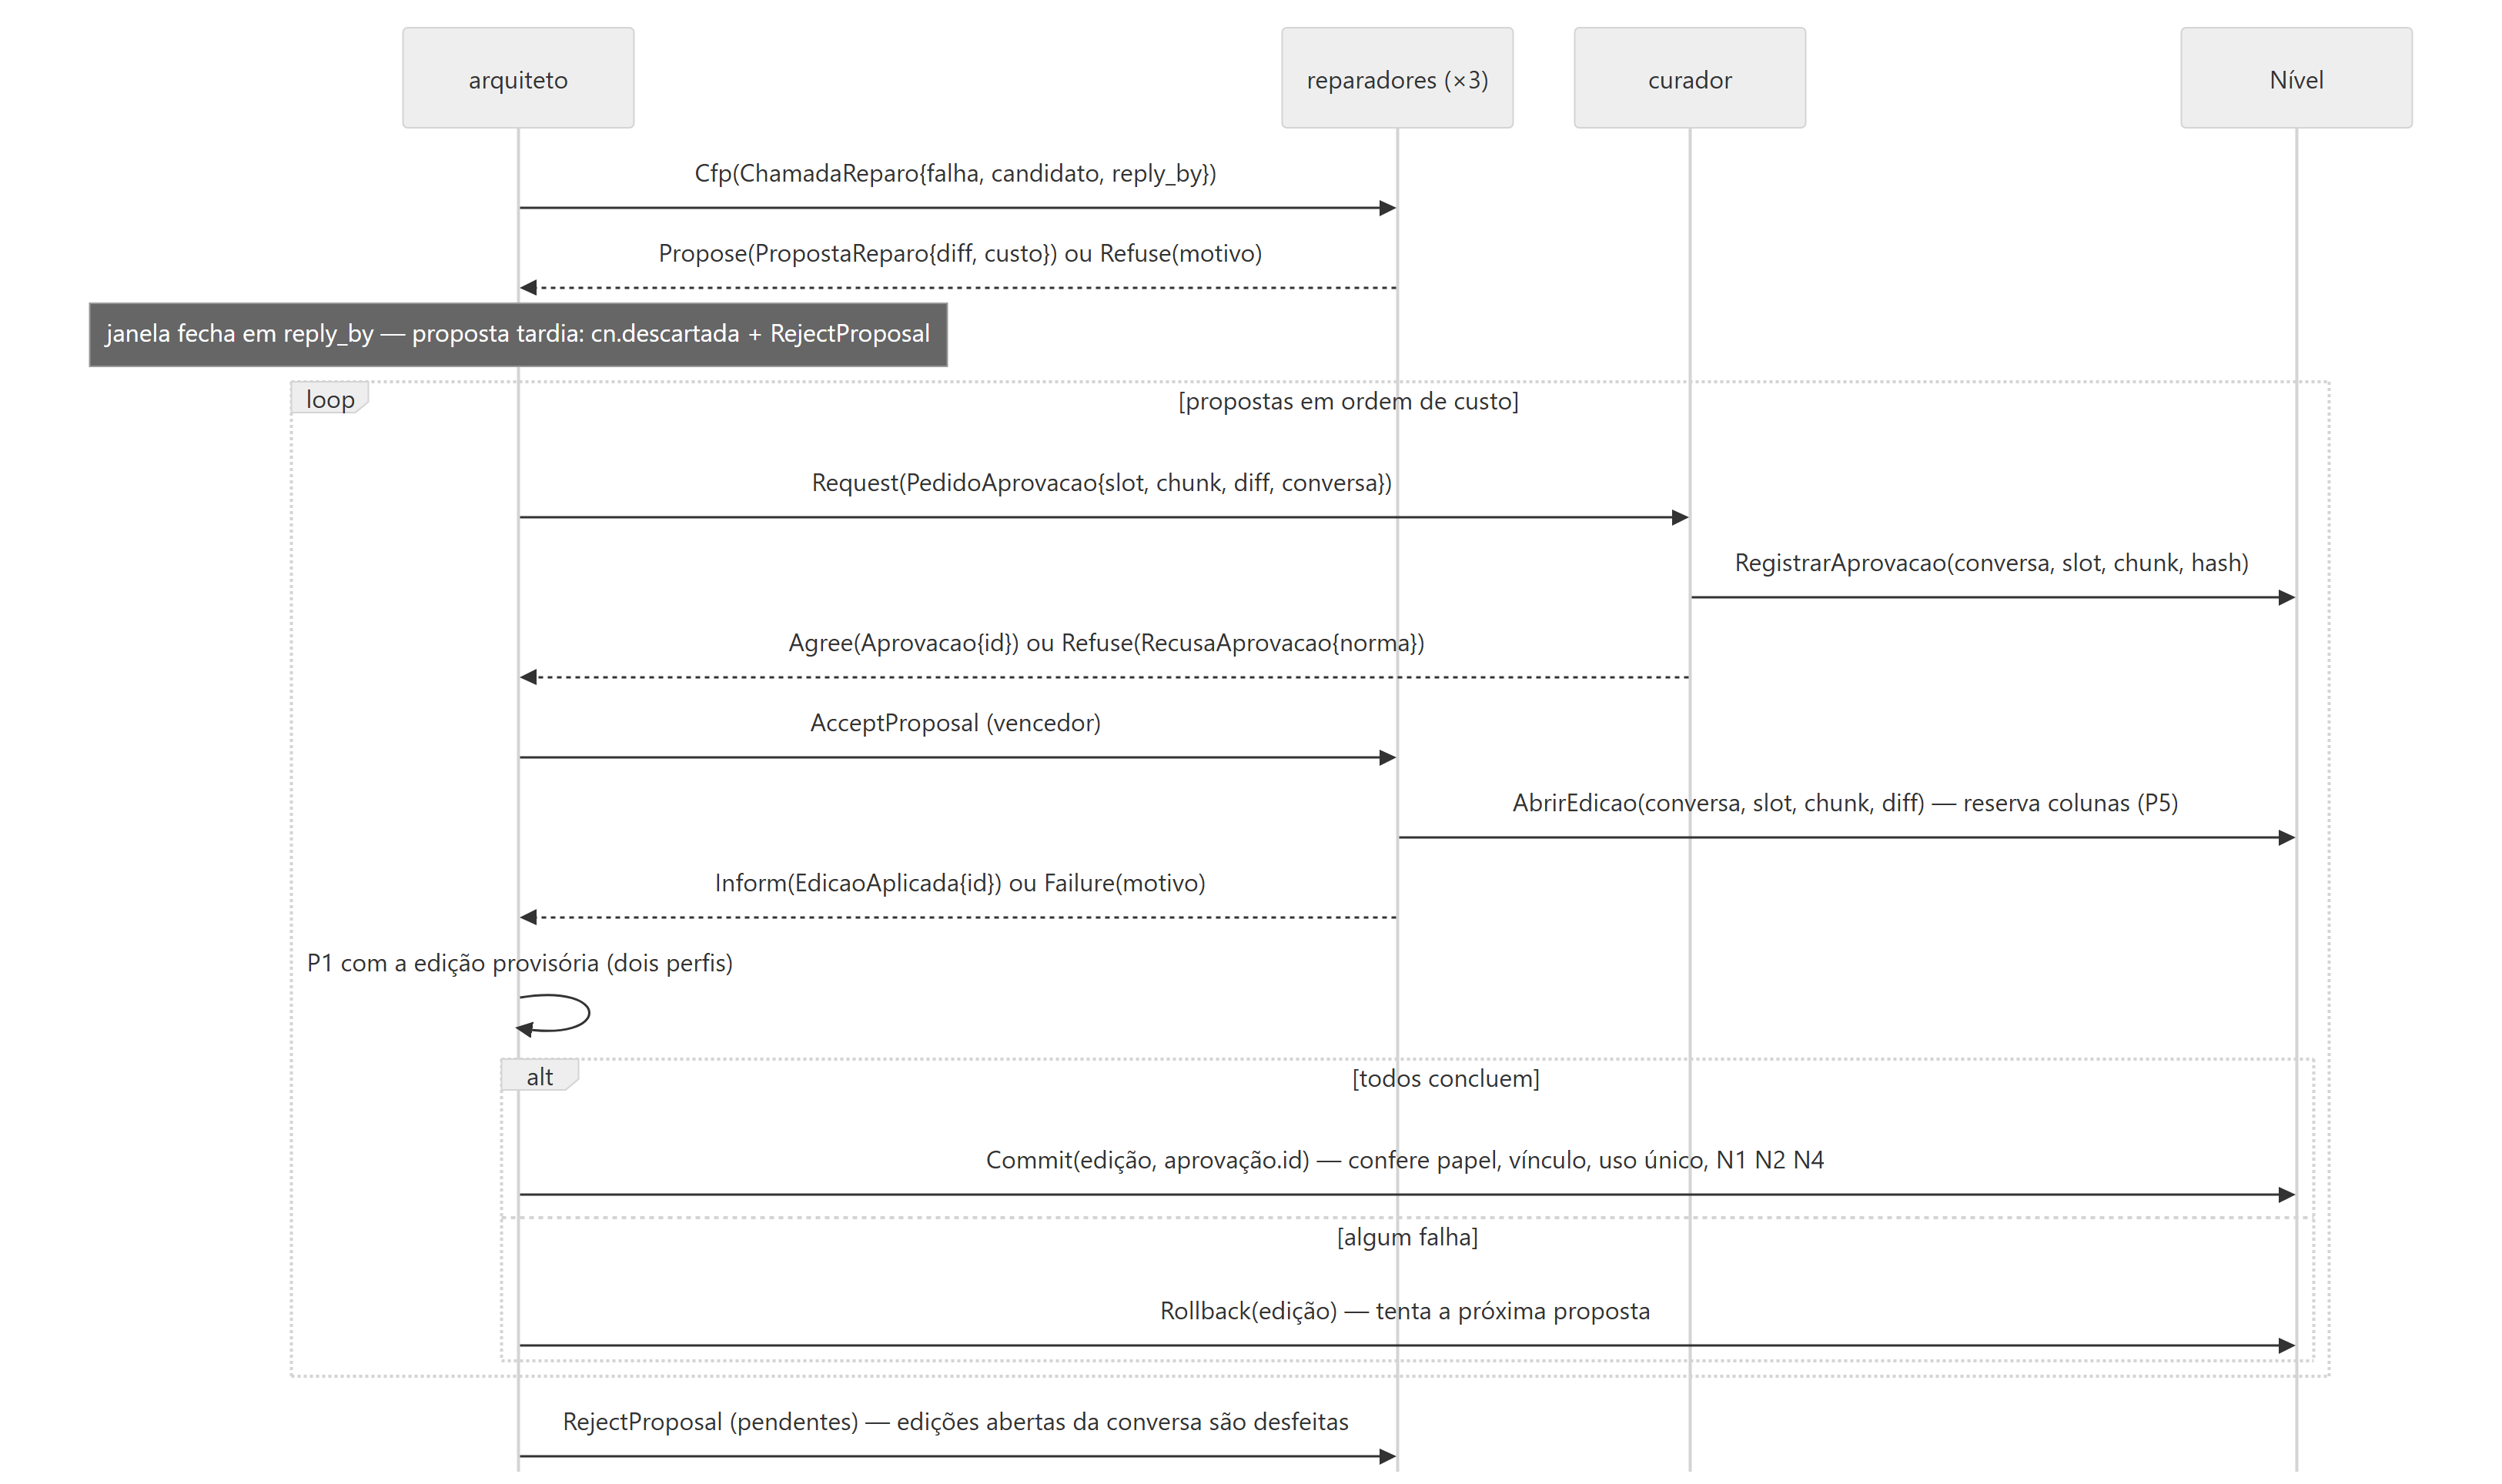 arquiteto
reparadores (×3)
curador
Nível
Cfp(ChamadaReparo{falha, candidato, reply_by})
Propose(PropostaReparo{diff, custo}) ou Refuse(motivo)
janela fecha em reply_by — proposta tardia: cn.descartada + RejectProposal
loop
[propostas em ordem de custo]
Request(PedidoAprovacao{slot, chunk, diff, conversa})
RegistrarAprovacao(conversa, slot, chunk, hash)
Agree(Aprovacao{id}) ou Refuse(RecusaAprovacao{norma})
AcceptProposal (vencedor)
AbrirEdicao(conversa, slot, chunk, diff) — reserva colunas (P5)
Inform(EdicaoAplicada{id}) ou Failure(motivo)
P1 com a edição provisória (dois perfis)
alt
[todos concluem]
Commit(edição, aprovação.id) — confere papel, vínculo, uso único, N1 N2 N4
[algum falha]
Rollback(edição) — tenta a próxima proposta
RejectProposal (pendentes) — edições abertas da conversa são desfeitas